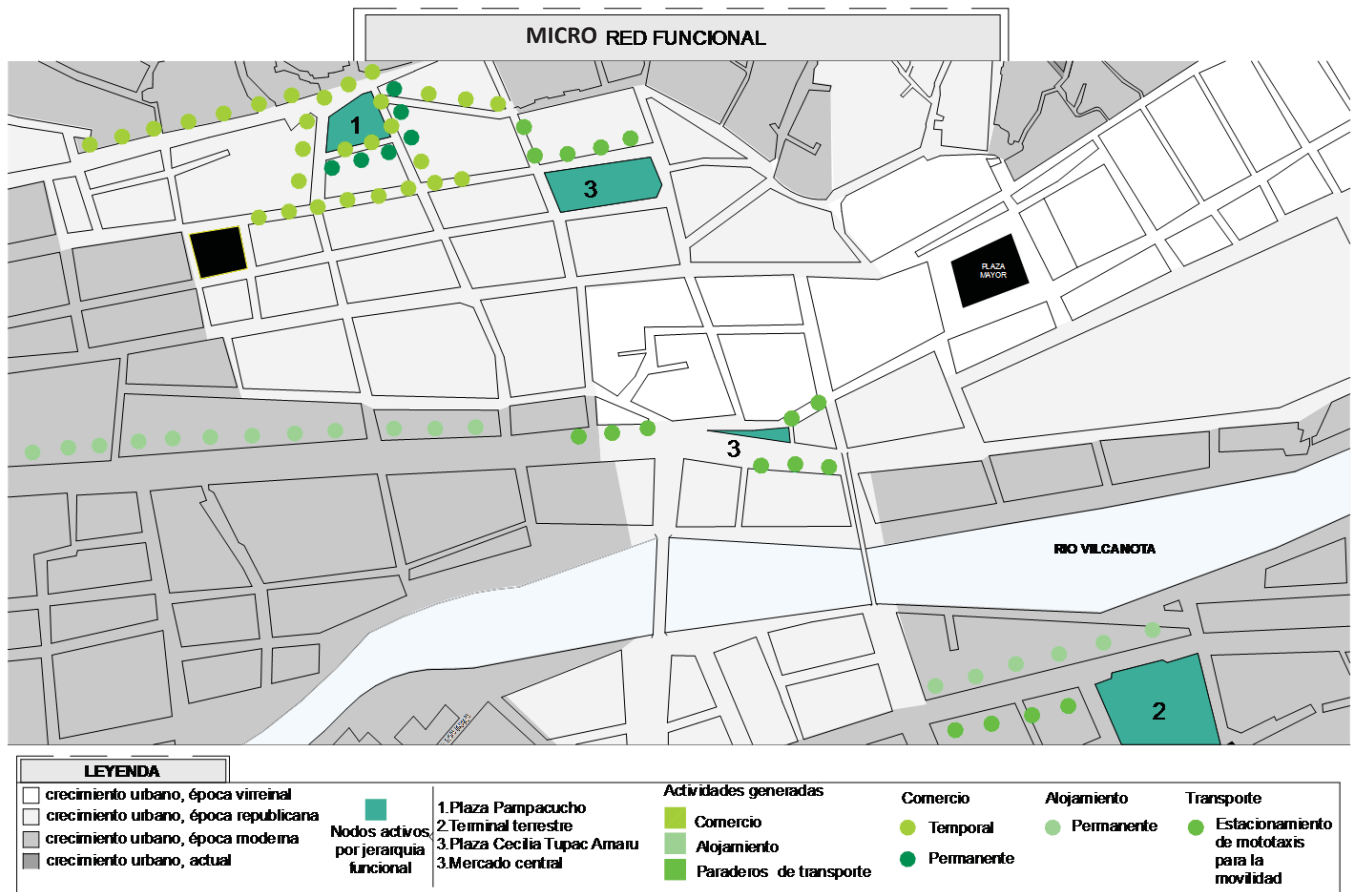 MICRO RED FUNCIONAL
1
3
PLAZA
MAYOR
3
RIO VILCANOTA
2
LEYENDA
crecimiento urbano, época virreinal
crecimiento urbano, época republicana
crecimiento urbano, época moderna
crecimiento urbano, actual
Nodos activos,
por jerarquia
funcional
1.Plaza Pampacucho
2.Terminal terrestre
3.Plaza Cecilia Tupac Amaru
3.Mercado central
Actividades generadas
Comercio
Alojamiento
Paraderos de transporte
Comercio
Temporal
Permanente
Alojamiento
Permanente
Transporte
Estacionamiento
de mototaxis
para la
movilidad